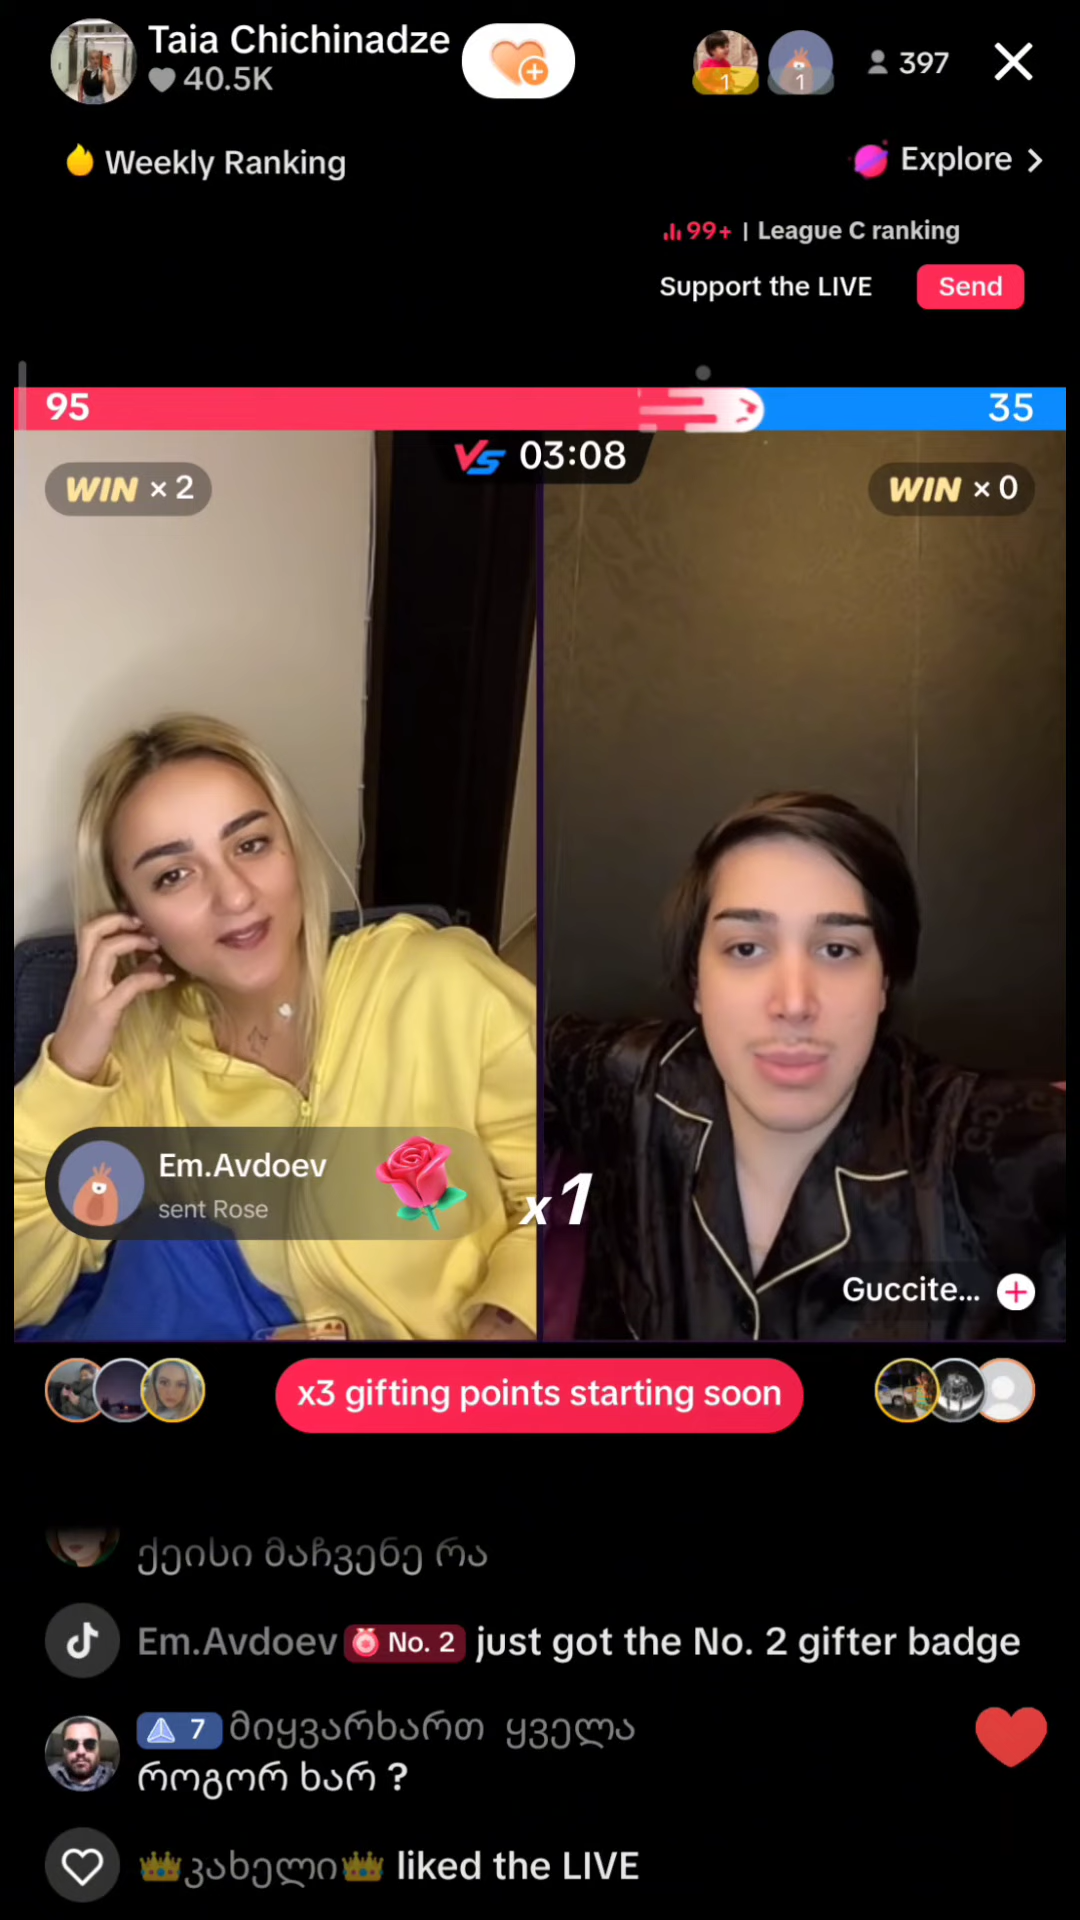 Taia Chichinadze
40.5K
1
1
397
Weekly Ranking
Explore
99+ | League C ranking
Support the LIVE
Send
95
35
VS 03:08
WIN × 2
WIN × 0
Em.Avdoev
sent Rose
x1
Guccite...
x3 gifting points starting soon
ქეისი მაჩვენე რა
Em.Avdoev No. 2 just got the No. 2 gifter badge
7 მიყვარხართ ყველა
როგორ ხარ ?
👑კახელი👑 liked the LIVE